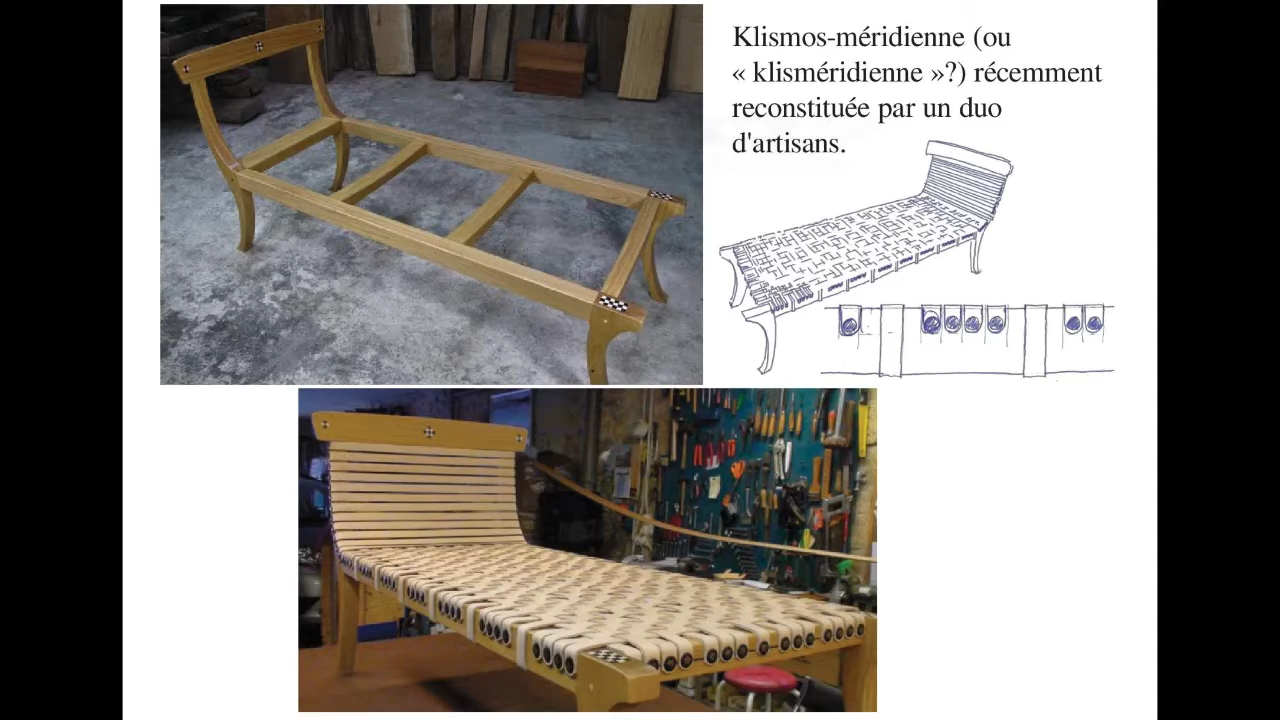 Klismos-méridienne (ou
« klisméridienne »?) récemment
reconstituée par un duo
d'artisans.